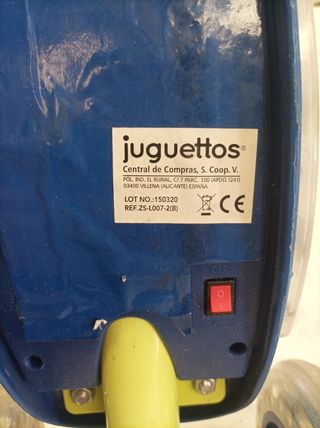 juguettos®
Central de Compras, S. Coop. V.
POL. IND. EL RUBIAL, C/ 7 PARC. 100 (APDO.1241)
03400 VILLENA (ALICANTE) ESPAÑA
LOT NO.:150320
REF.ZS-L007-2(B)
CE